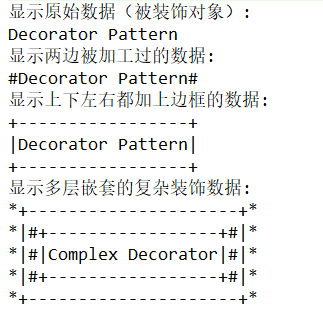 显示原始数据（被装饰对象）：
Decorator Pattern
显示两边被加工过的数据：
#Decorator Pattern#
显示上下左右都加上边框的数据：
+-----------------+
|Decorator Pattern|
+-----------------+
显示多层嵌套的复杂装饰数据：
*+---------------------+*
*|#+-----------------+#|*
*|#|Complex Decorator|#|*
*|#+-----------------+#|*
*+---------------------+*